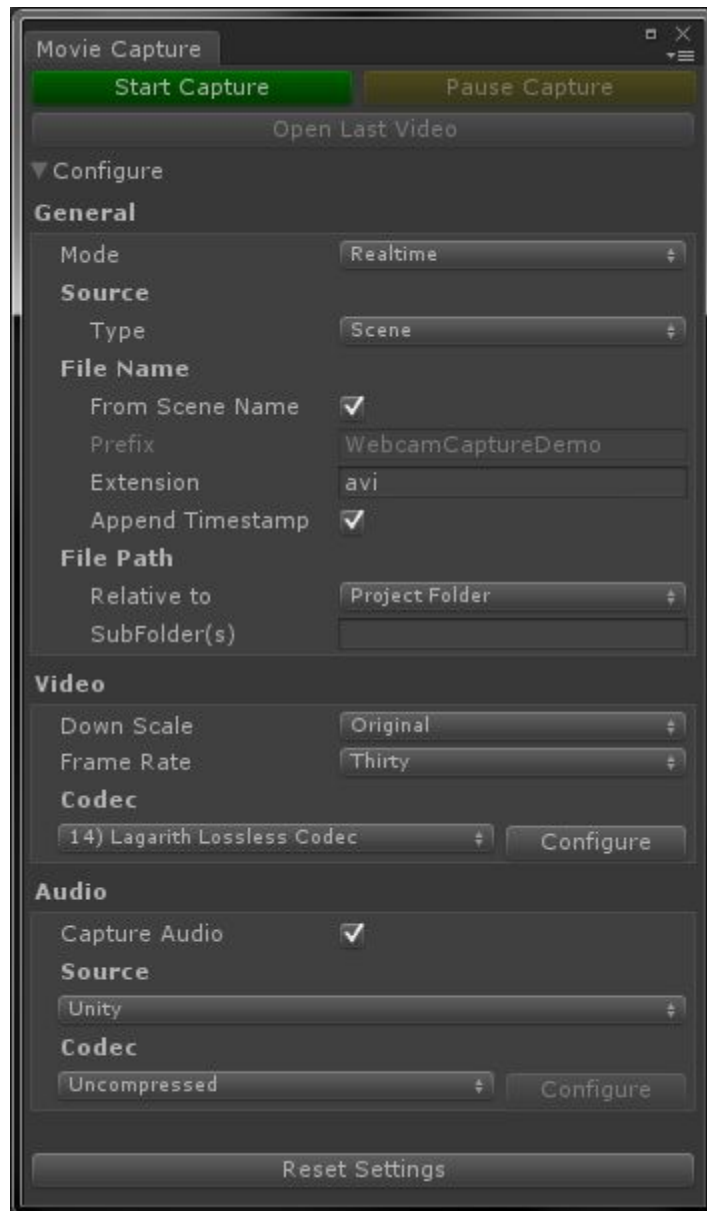 Movie Capture
Start Capture
Pause Capture
Open Last Video
Configure
General
Mode Realtime
Source
Type Scene
File Name
From Scene Name
Prefix WebcamCaptureDemo
Extension avi
Append Timestamp
File Path
Relative to Project Folder
SubFolder(s)
Video
Down Scale Original
Frame Rate Thirty
Codec
14) Lagarith Lossless Codec Configure
Audio
Capture Audio
Source
Unity
Codec
Uncompressed Configure
Reset Settings